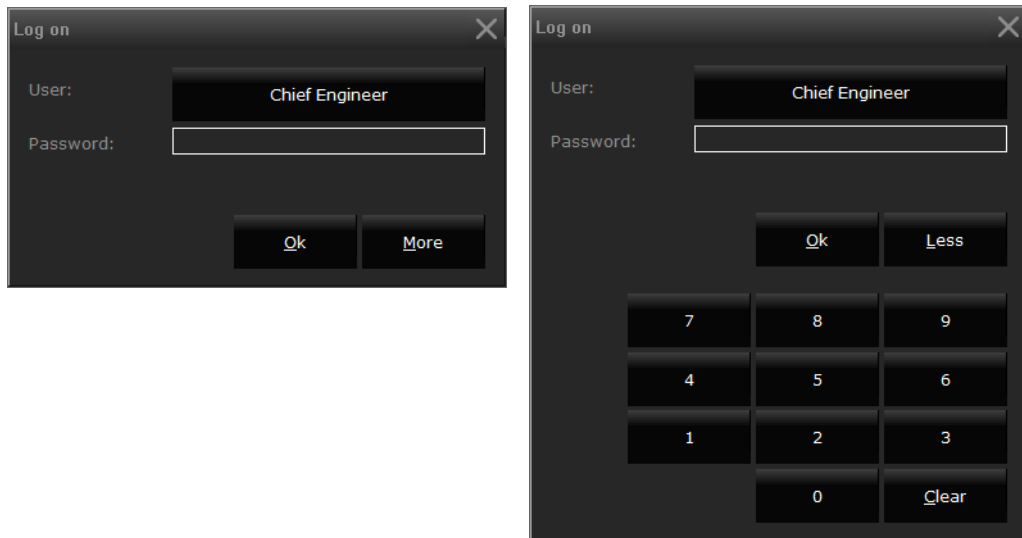 Log on
User:
Chief Engineer
Password:
Ok More
Log on
User:
Chief Engineer
Password:
Ok Less
7 8 9
4 5 6
1 2 3
0 Clear